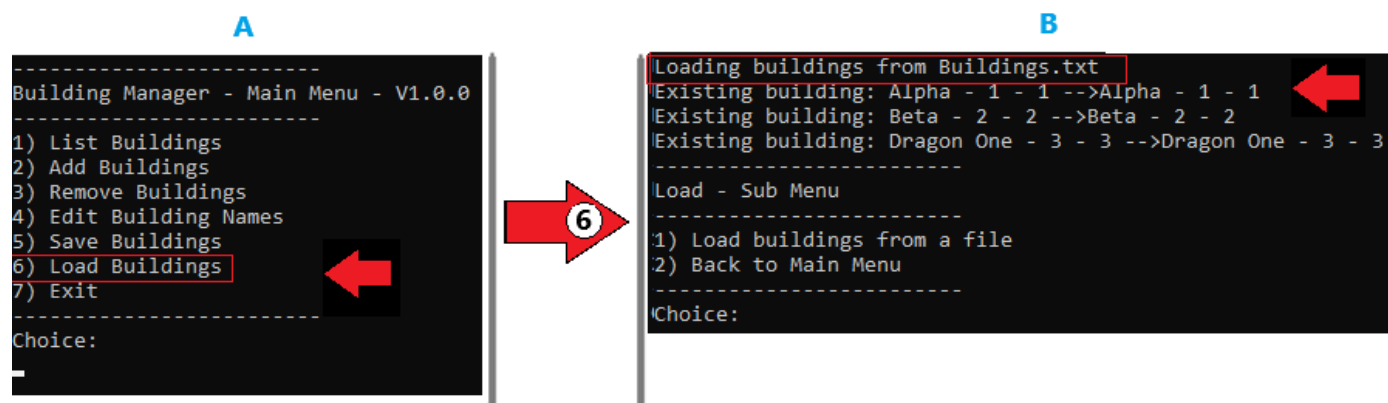 A
-------------------------
Building Manager - Main Menu - V1.0.0
-------------------------
1) List Buildings
2) Add Buildings
3) Remove Buildings
4) Edit Building Names
5) Save Buildings
6) Load Buildings
7) Exit
-------------------------
Choice:
6
B
Loading buildings from Buildings.txt
Existing building: Alpha - 1 - 1 -->Alpha - 1 - 1
Existing building: Beta - 2 - 2 -->Beta - 2 - 2
Existing building: Dragon One - 3 - 3 -->Dragon One - 3 - 3
-------------------------
Load - Sub Menu
-------------------------
1) Load buildings from a file
2) Back to Main Menu
-------------------------
Choice: